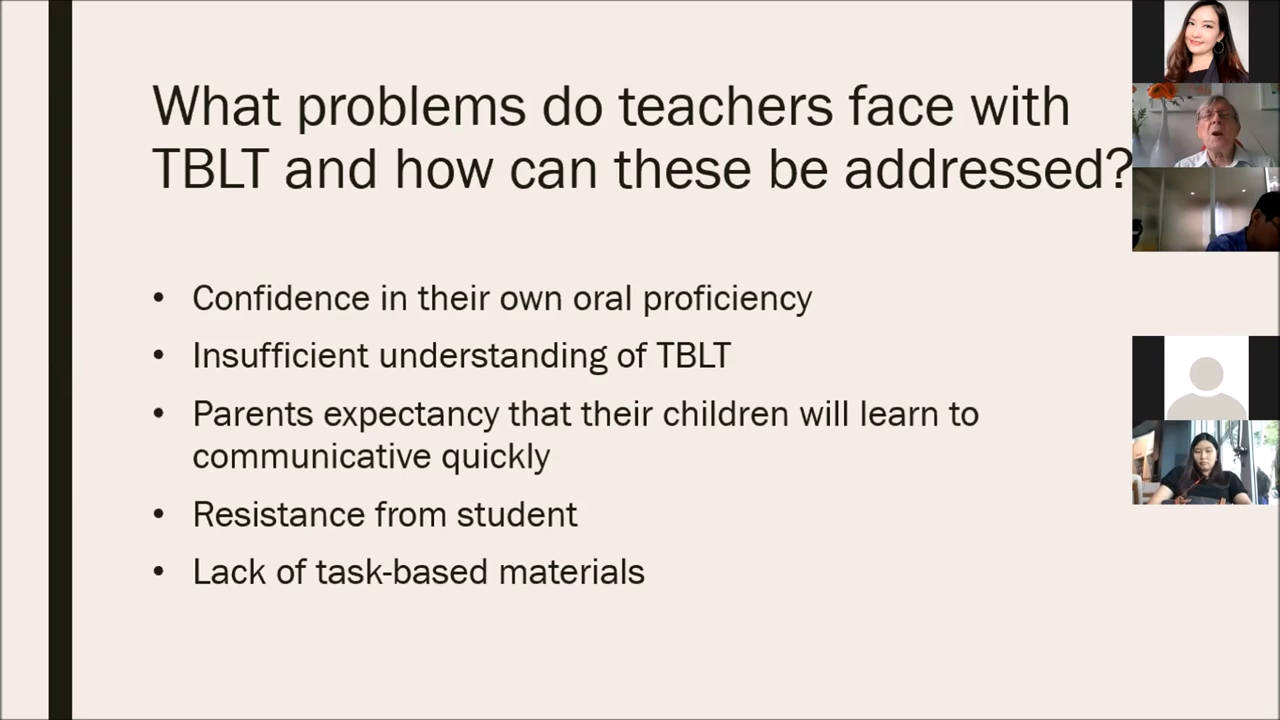 What problems do teachers face with
TBLT and how can these be addressed?
• Confidence in their own oral proficiency
• Insufficient understanding of TBLT
• Parents expectancy that their children will learn to
communicative quickly
• Resistance from student
• Lack of task-based materials